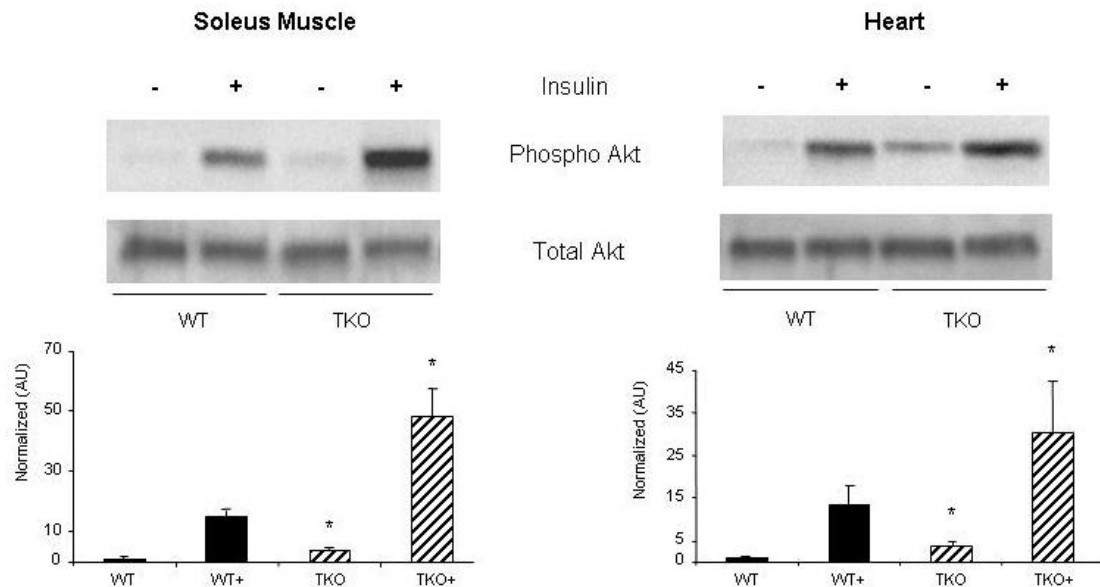 Soleus Muscle
Heart
- + - +
Insulin
- + - +
Phospho Akt
Total Akt
WT TKO
WT TKO
Normalized (AU)
70
50
30
10
0
*
*
WT WT+ TKO TKO+
Normalized (AU)
45
35
25
15
5
0
*
*
WT WT+ TKO TKO+